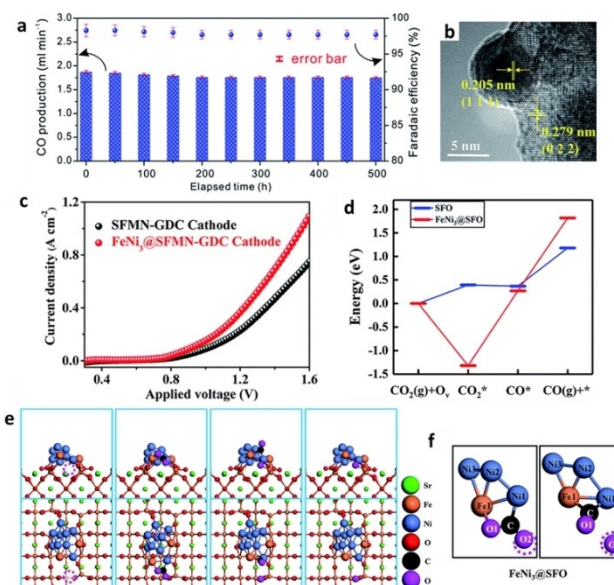 a
CO production (ml min⁻¹)
3.0
2.5
2.0
1.5
1.0
0.5
0.0
error bar
100
95
90
85
80
Faradaic efficiency (%)
0 100 200 300 400 500
Elapsed time (h)
b
0.205 nm
(1 1 1)
0.279 nm
(0 2 2)
5 nm
c
SFMN-GDC Cathode
FeNi₃@SFMN-GDC Cathode
Current density (A cm⁻²)
1.2
0.8
0.4
0.0
0.4 0.8 1.2 1.6
Applied voltage (V)
d
SFO
FeNi₃@SFO
Energy (eV)
2.0
1.5
1.0
0.5
0.0
-0.5
-1.0
-1.5
CO₂(g)+Oᵥ CO₂* CO* CO(g)+*
e
Sr
Fe
Ni
O
C
O
f
Ni3 Ni2
Ni1
Fe1
O1 C
O2
Ni3 Ni2
Fe1
Ni1
C
O1
FeNi₃@SFO